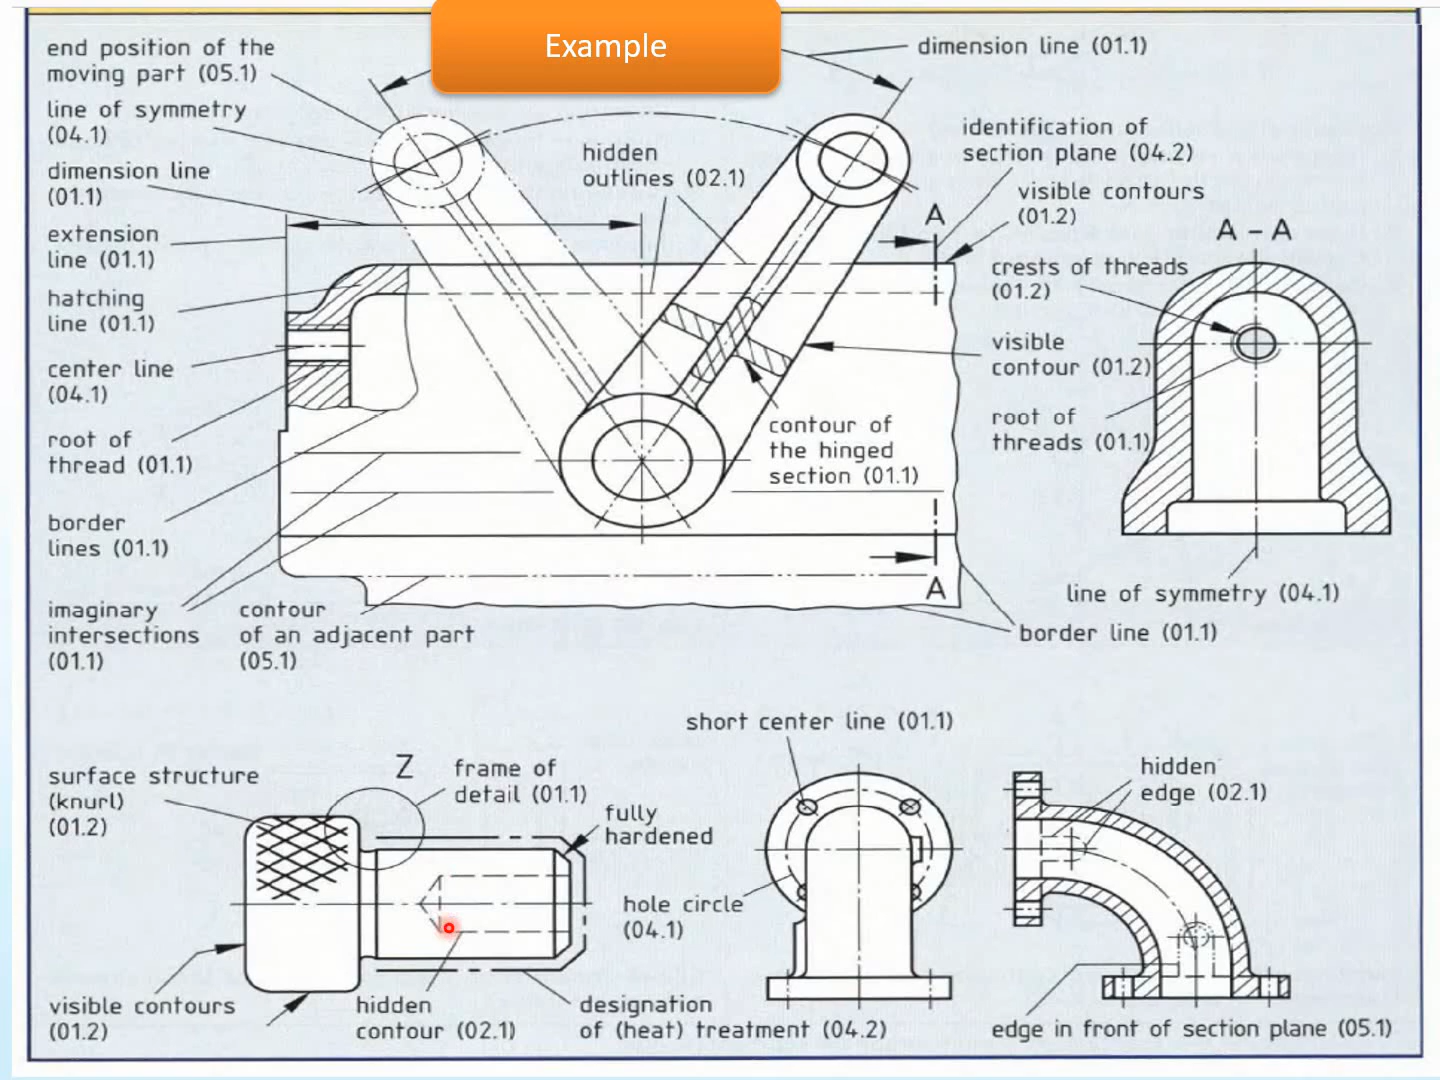 Example
end position of the
moving part (05.1)
line of symmetry
(04.1)
dimension line
(01.1)
extension
line (01.1)
hatching
line (01.1)
center line
(04.1)
root of
thread (01.1)
border
lines (01.1)
imaginary
intersections
(01.1)
contour
of an adjacent part
(05.1)
hidden
outlines (02.1)
dimension line (01.1)
identification of
section plane (04.2)
visible contours
(01.2)
A
A
A – A
crests of threads
(01.2)
visible
contour (01.2)
root of
threads (01.1)
contour of
the hinged
section (01.1)
line of symmetry (04.1)
border line (01.1)
surface structure
(knurl)
(01.2)
Z
frame of
detail (01.1)
fully
hardened
visible contours
(01.2)
hidden
contour (02,1)
designation
of (heat) treatment (04.2)
short center line (01.1)
hole circle
(04.1)
hidden
edge (02.1)
edge in front of section plane (05.1)